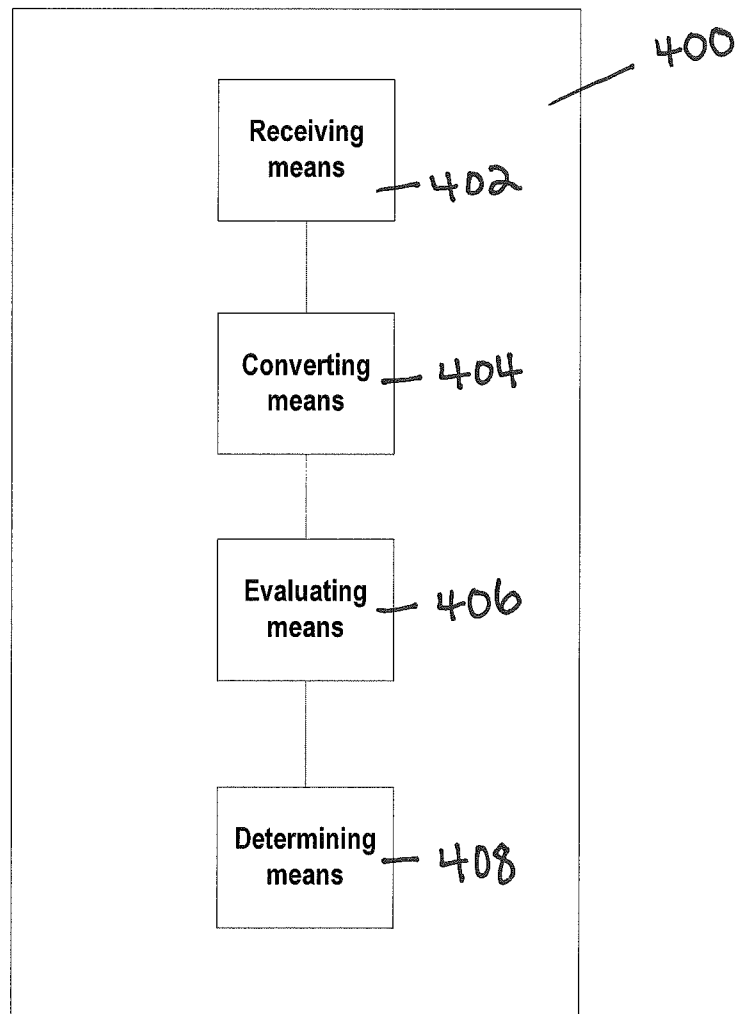 400
Receiving
means
402
Converting
means
404
Evaluating
means
406
Determining
means
408